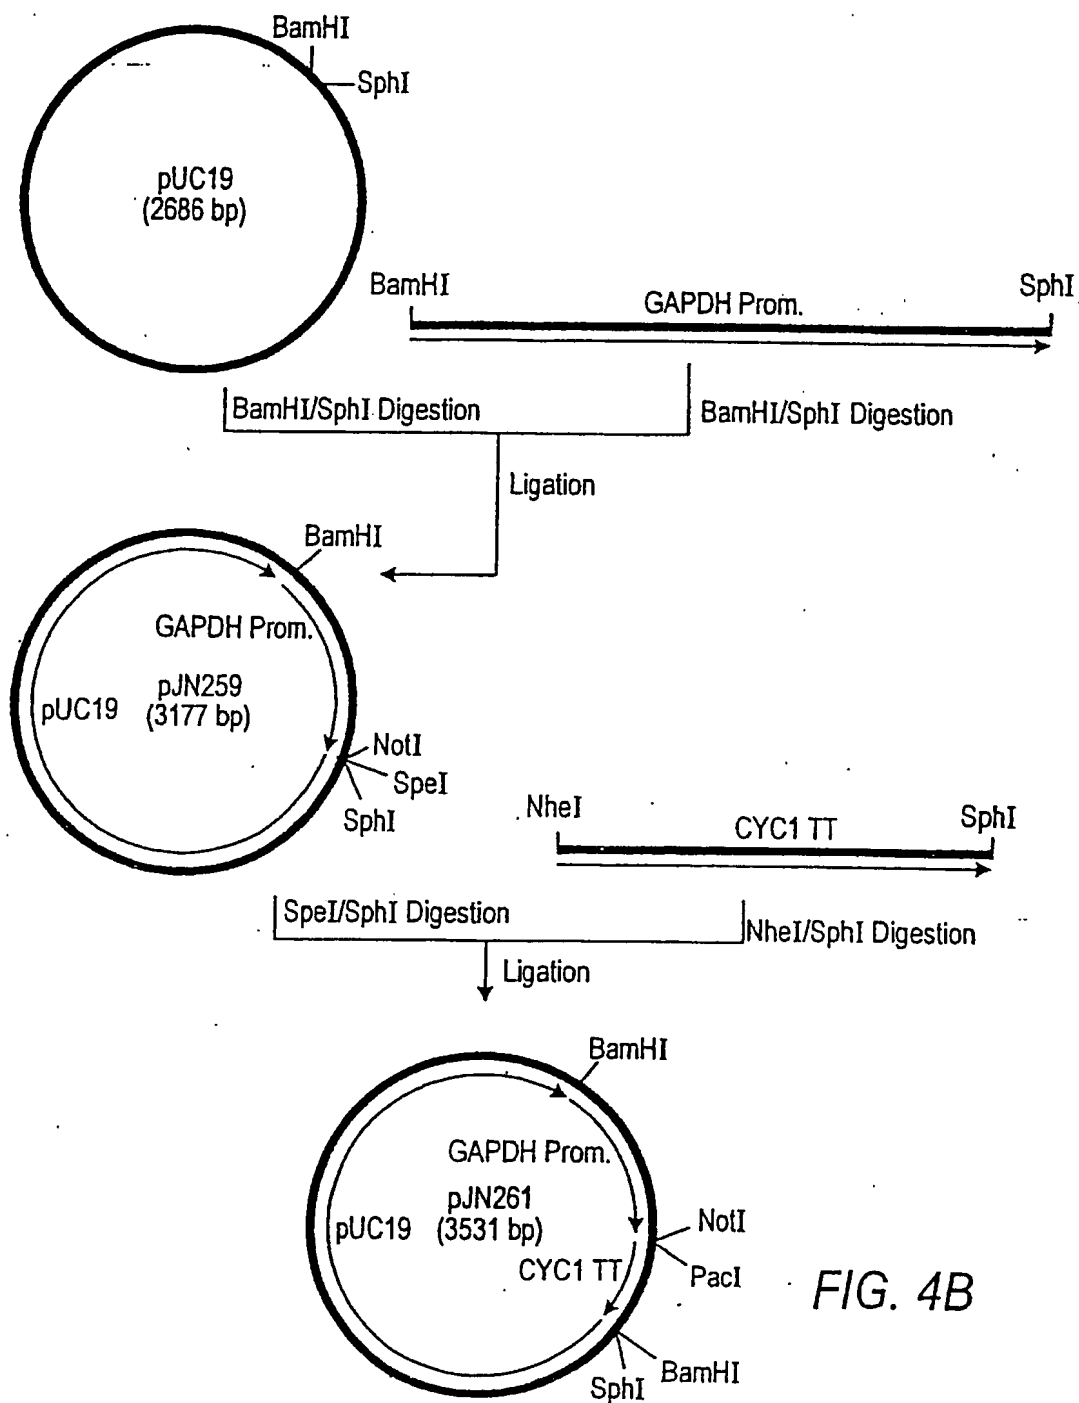 BamHI
SphI
pUC19
(2686 bp)
BamHI
GAPDH Prom.
SphI
BamHI/SphI Digestion
BamHI/SphI Digestion
Ligation
BamHI
GAPDH Prom.
pUC19
pJN259
(3177 bp)
NotI
SpeI
SphI
NheI
CYC1 TT
SphI
SpeI/SphI Digestion
NheI/SphI Digestion
Ligation
BamHI
GAPDH Prom.
pUC19
pJN261
(3531 bp)
CYC1 TT
NotI
PacI
BamHI
SphI
FIG. 4B